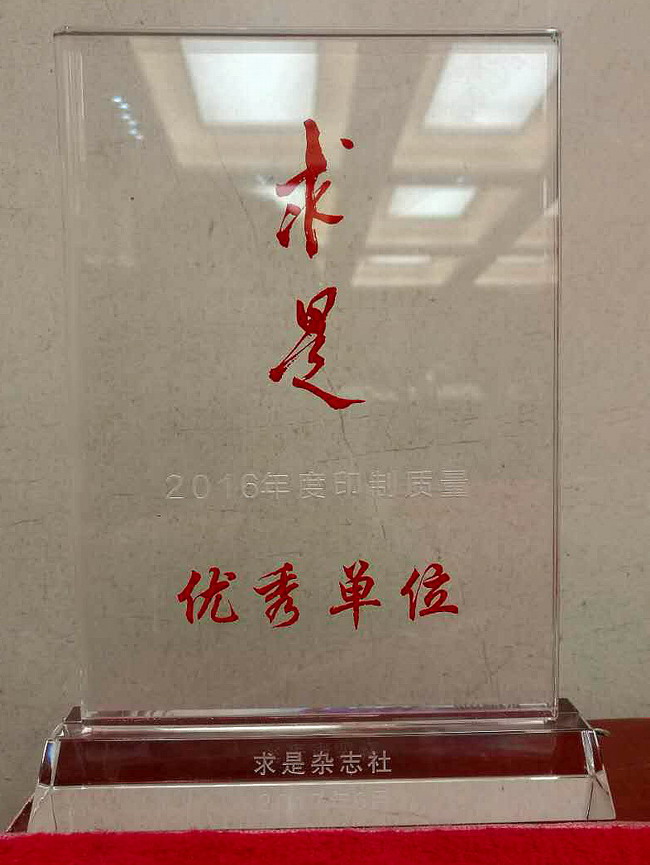 求
是
2016年度印制质量
优秀单位
求是杂志社